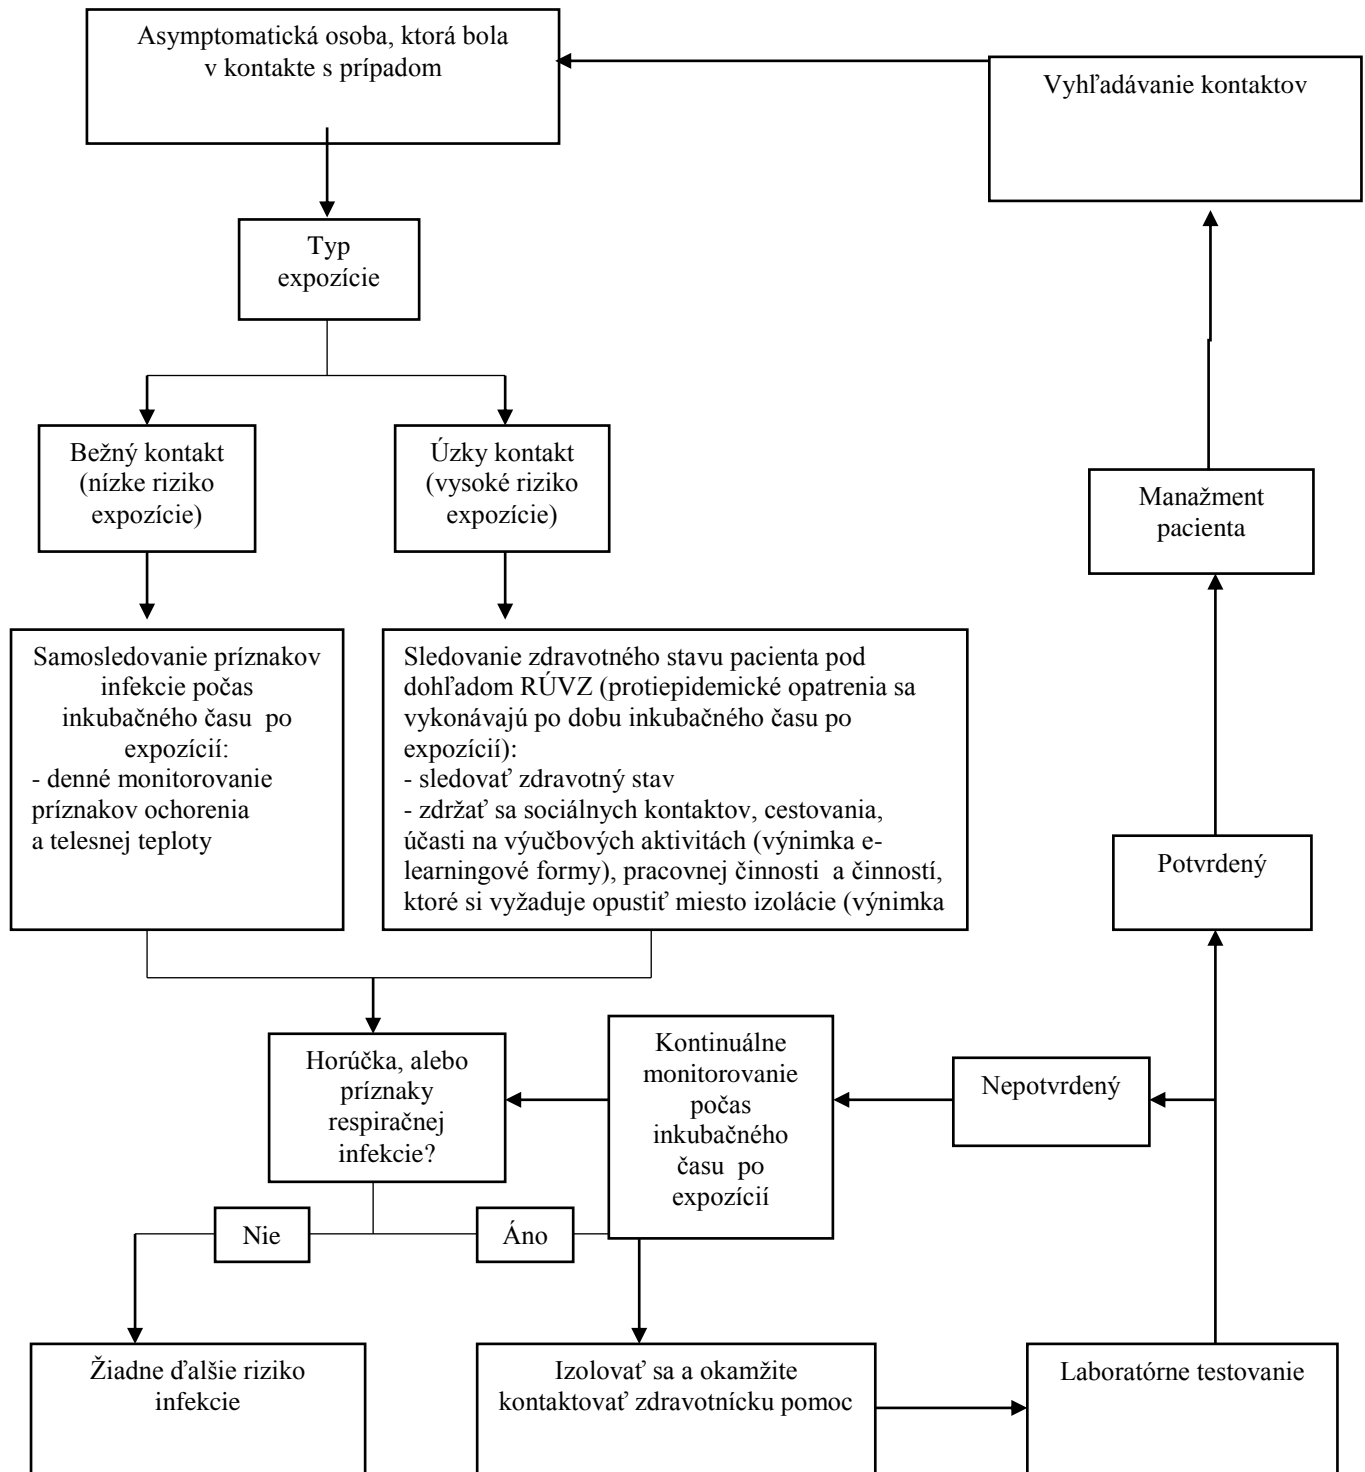 Asymptomatická osoba, ktorá bola
v kontakte s prípadom
Vyhľadávanie kontaktov
Typ
expozície
Bežný kontakt
(nízke riziko
expozície)
Úzky kontakt
(vysoké riziko
expozície)
Manažment
pacienta
Samosledovanie príznakov
infekcie počas
inkubačného času  po
expozícií:
- denné monitorovanie
príznakov ochorenia
a telesnej teploty
Sledovanie zdravotného stavu pacienta pod
dohľadom RÚVZ (protiepidemické opatrenia sa
vykonávajú po dobu inkubačného času po
expozícií):
- sledovať zdravotný stav
- zdržať sa sociálnych kontaktov, cestovania,
účasti na výučbových aktivitách (výnimka e-
learningové formy), pracovnej činnosti  a činností,
ktoré si vyžaduje opustiť miesto izolácie (výnimka
Potvrdený
Horúčka, alebo
príznaky
respiračnej
infekcie?
Kontinuálne
monitorovanie
počas
inkubačného
času  po
expozícií
Nepotvrdený
Nie
Áno
Žiadne ďalšie riziko
infekcie
Izolovať sa a okamžite
kontaktovať zdravotnícku pomoc
Laboratórne testovanie